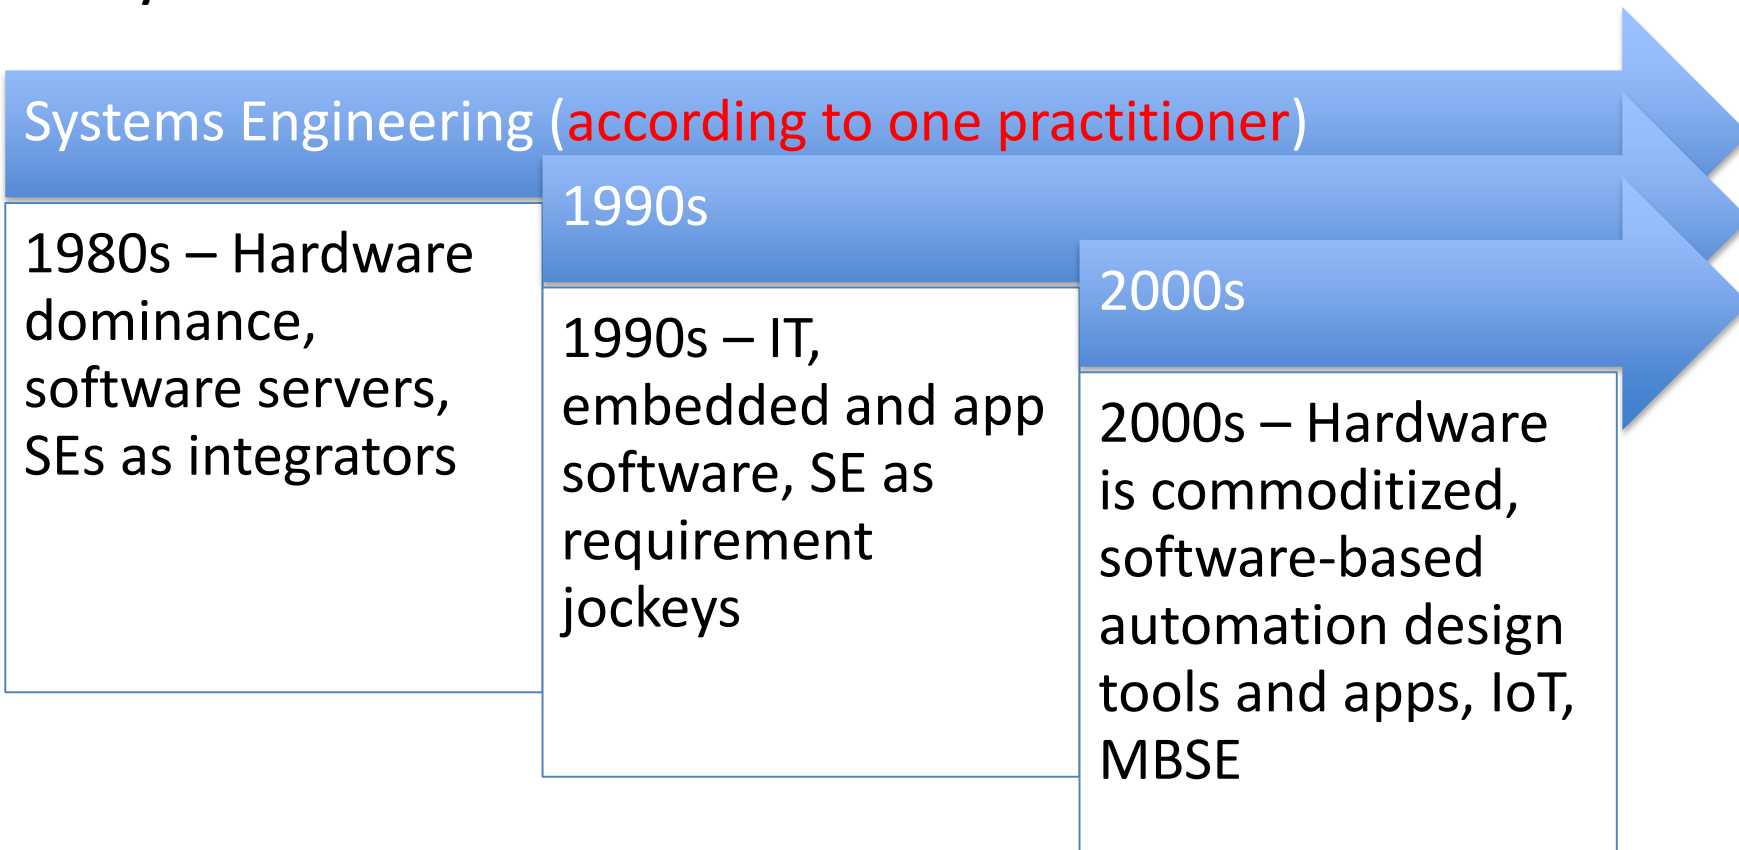 Systems Engineering (according to one practitioner)
1980s – Hardware
dominance,
software servers,
SEs as integrators
1990s
1990s – IT,
embedded and app
software, SE as
requirement
jockeys
2000s
2000s – Hardware
is commoditized,
software-based
automation design
tools and apps, IoT,
MBSE